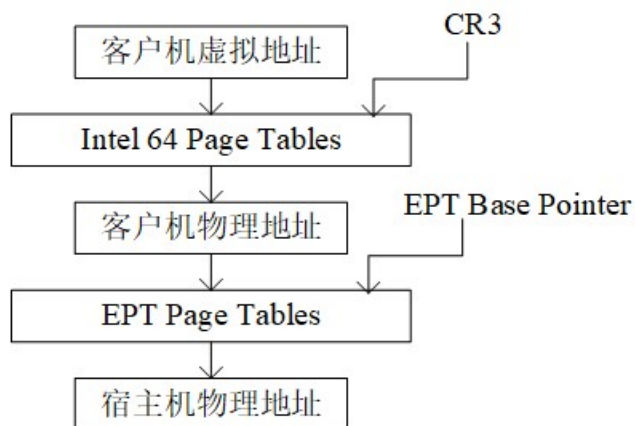 CR3
客户机虚拟地址
Intel 64 Page Tables
EPT Base Pointer
客户机物理地址
EPT Page Tables
宿主机物理地址